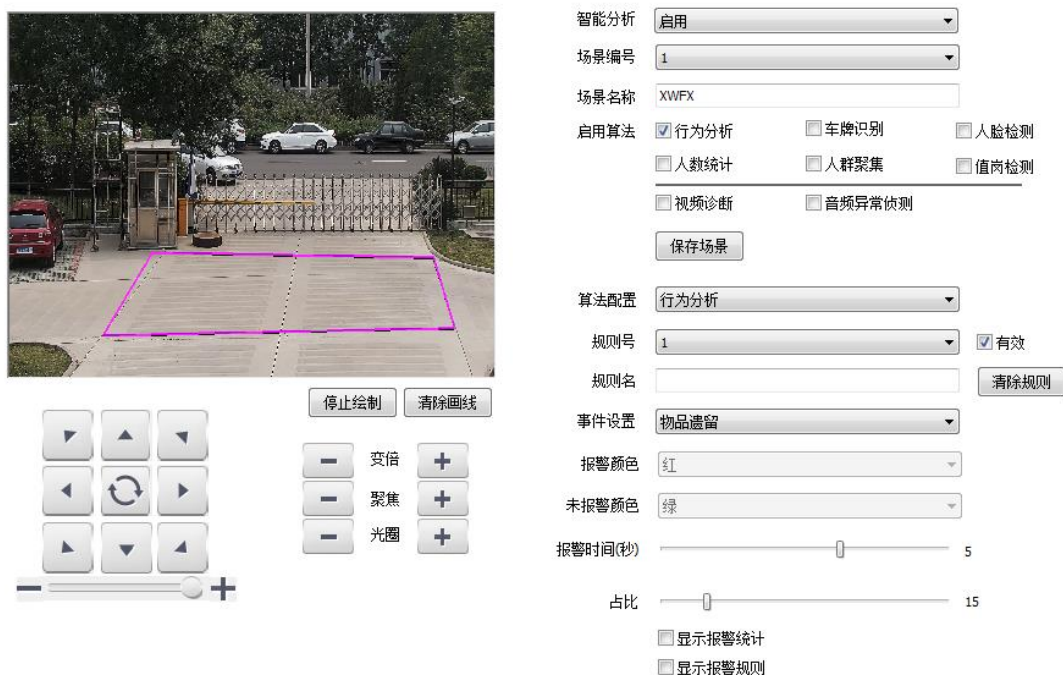 智能分析 启用
场景编号 1
场景名称 XWFX
启用算法 行为分析 车牌识别 人脸检测
人数统计 人群聚集 值岗检测
视频诊断 音频异常侦测
保存场景
算法配置 行为分析
规则号 1 有效
规则名 清除规则
事件设置 物品遗留
报警颜色 红
未报警颜色 绿
报警时间(秒) 5
占比 15
显示报警统计
显示报警规则
停止绘制 清除画线
变倍
聚焦
光圈